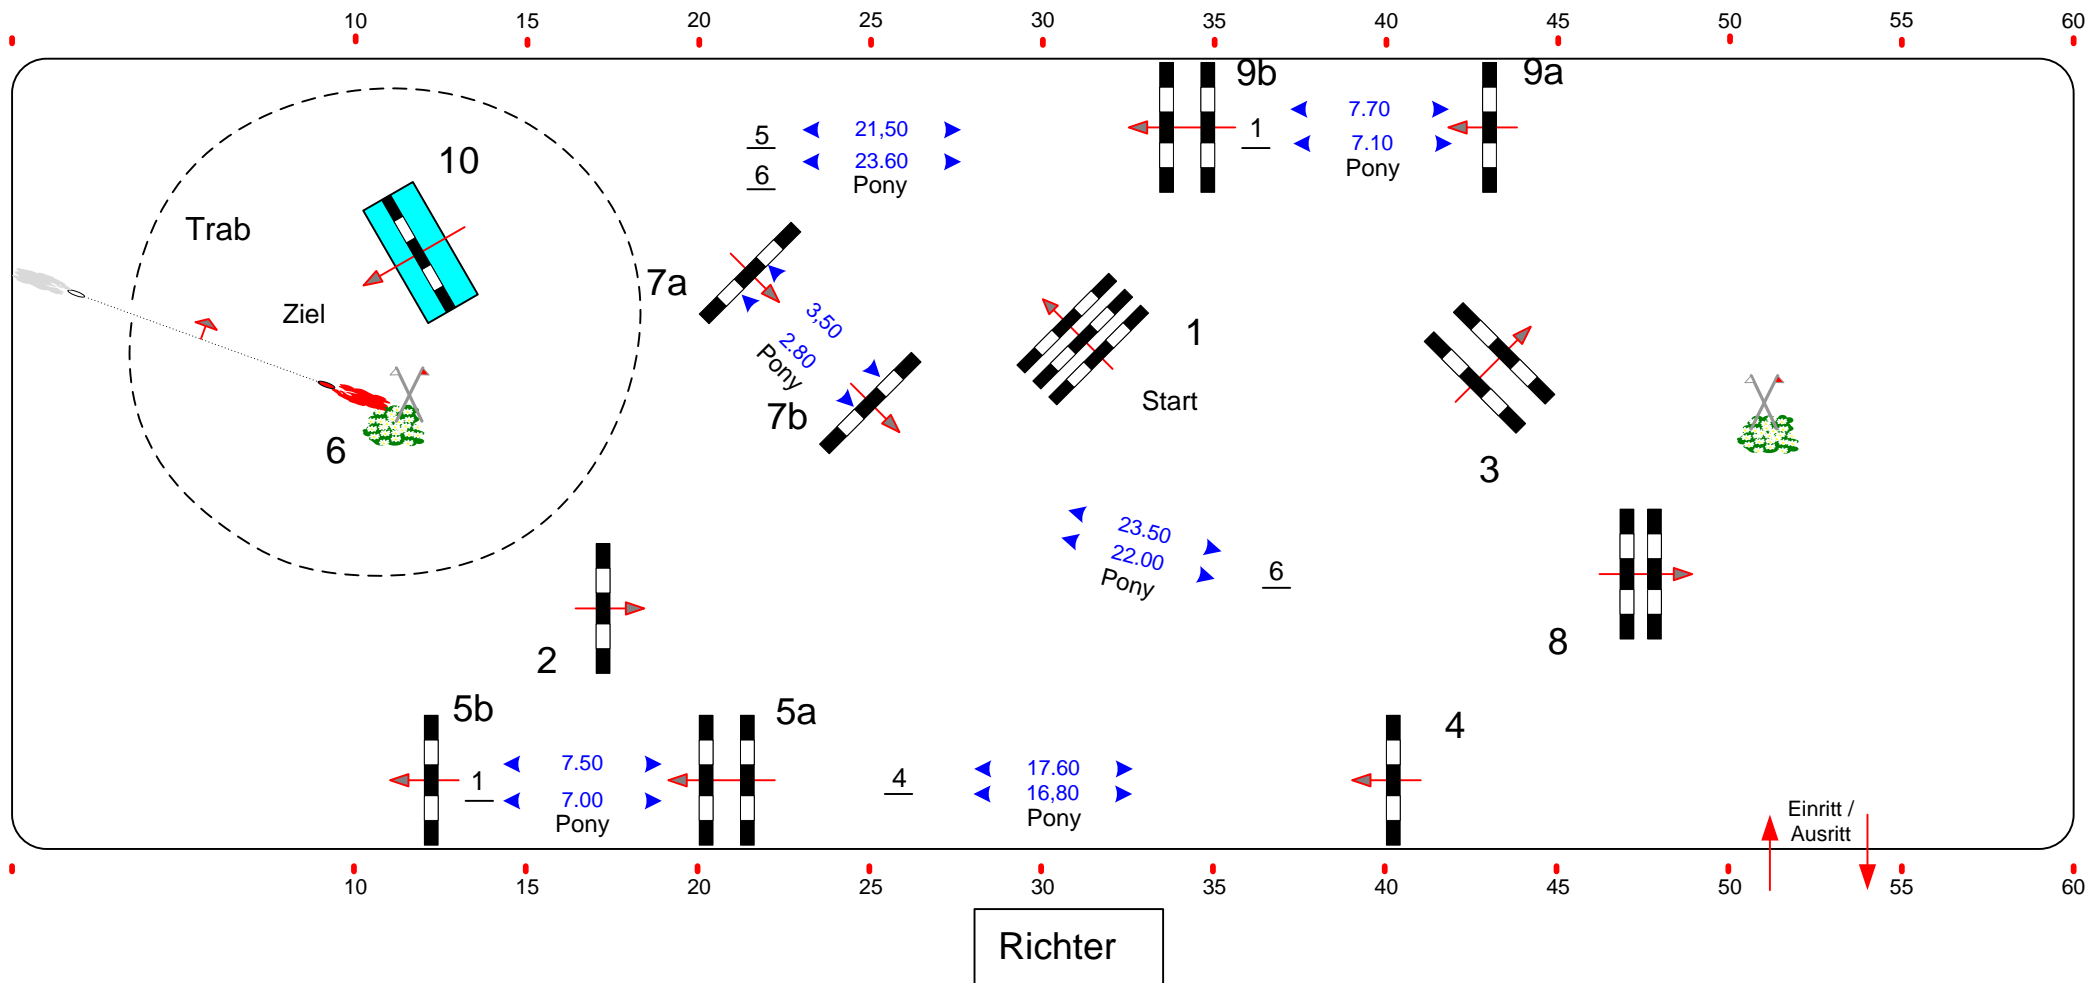 10 15 20 25 30 35 40 45 50 55 60
9b 9a
5 21,50 1 7.70
6 23.60 7.10
Pony Pony
10
Trab
7a
Ziel
3,50
2.80
Pony
1
Start
7b
6
3
23.50
22.00
Pony
6
2
8
5b 5a 4
1 7.50 4 17.60
7.00 16,80
Pony Pony
Einritt /
Ausritt
10 15 20 25 30 35 40 45 50 55 60
Richter